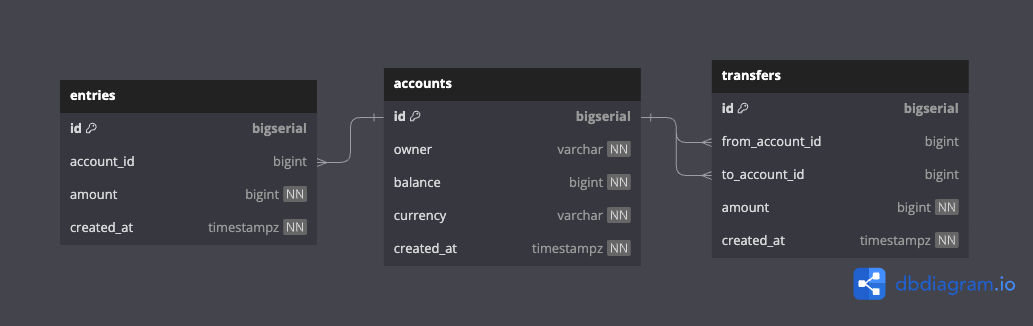 entries
id bigserial
account_id bigint
amount bigint NN
created_at timestampz NN
accounts
id bigserial
owner varchar NN
balance bigint NN
currency varchar NN
created_at timestampz NN
transfers
id bigserial
from_account_id bigint
to_account_id bigint
amount bigint NN
created_at timestampz NN
dbdiagram.io